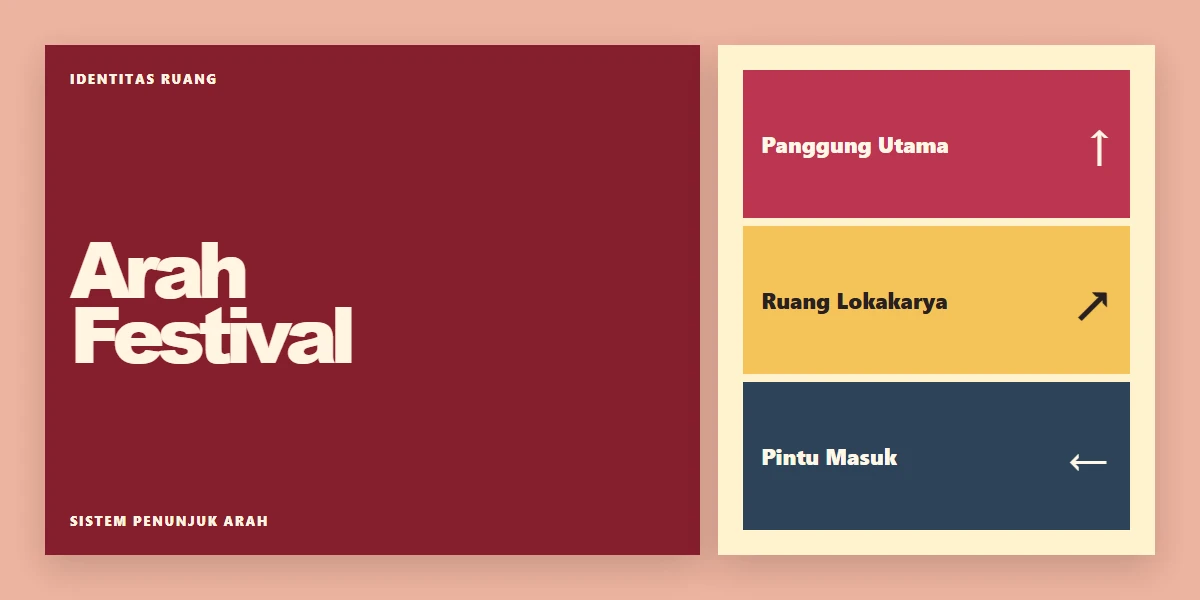 IDENTITAS RUANG
Arah
Festival
SISTEM PENUNJUK ARAH
Panggung Utama ↑
Ruang Lokakarya ↗
Pintu Masuk ←